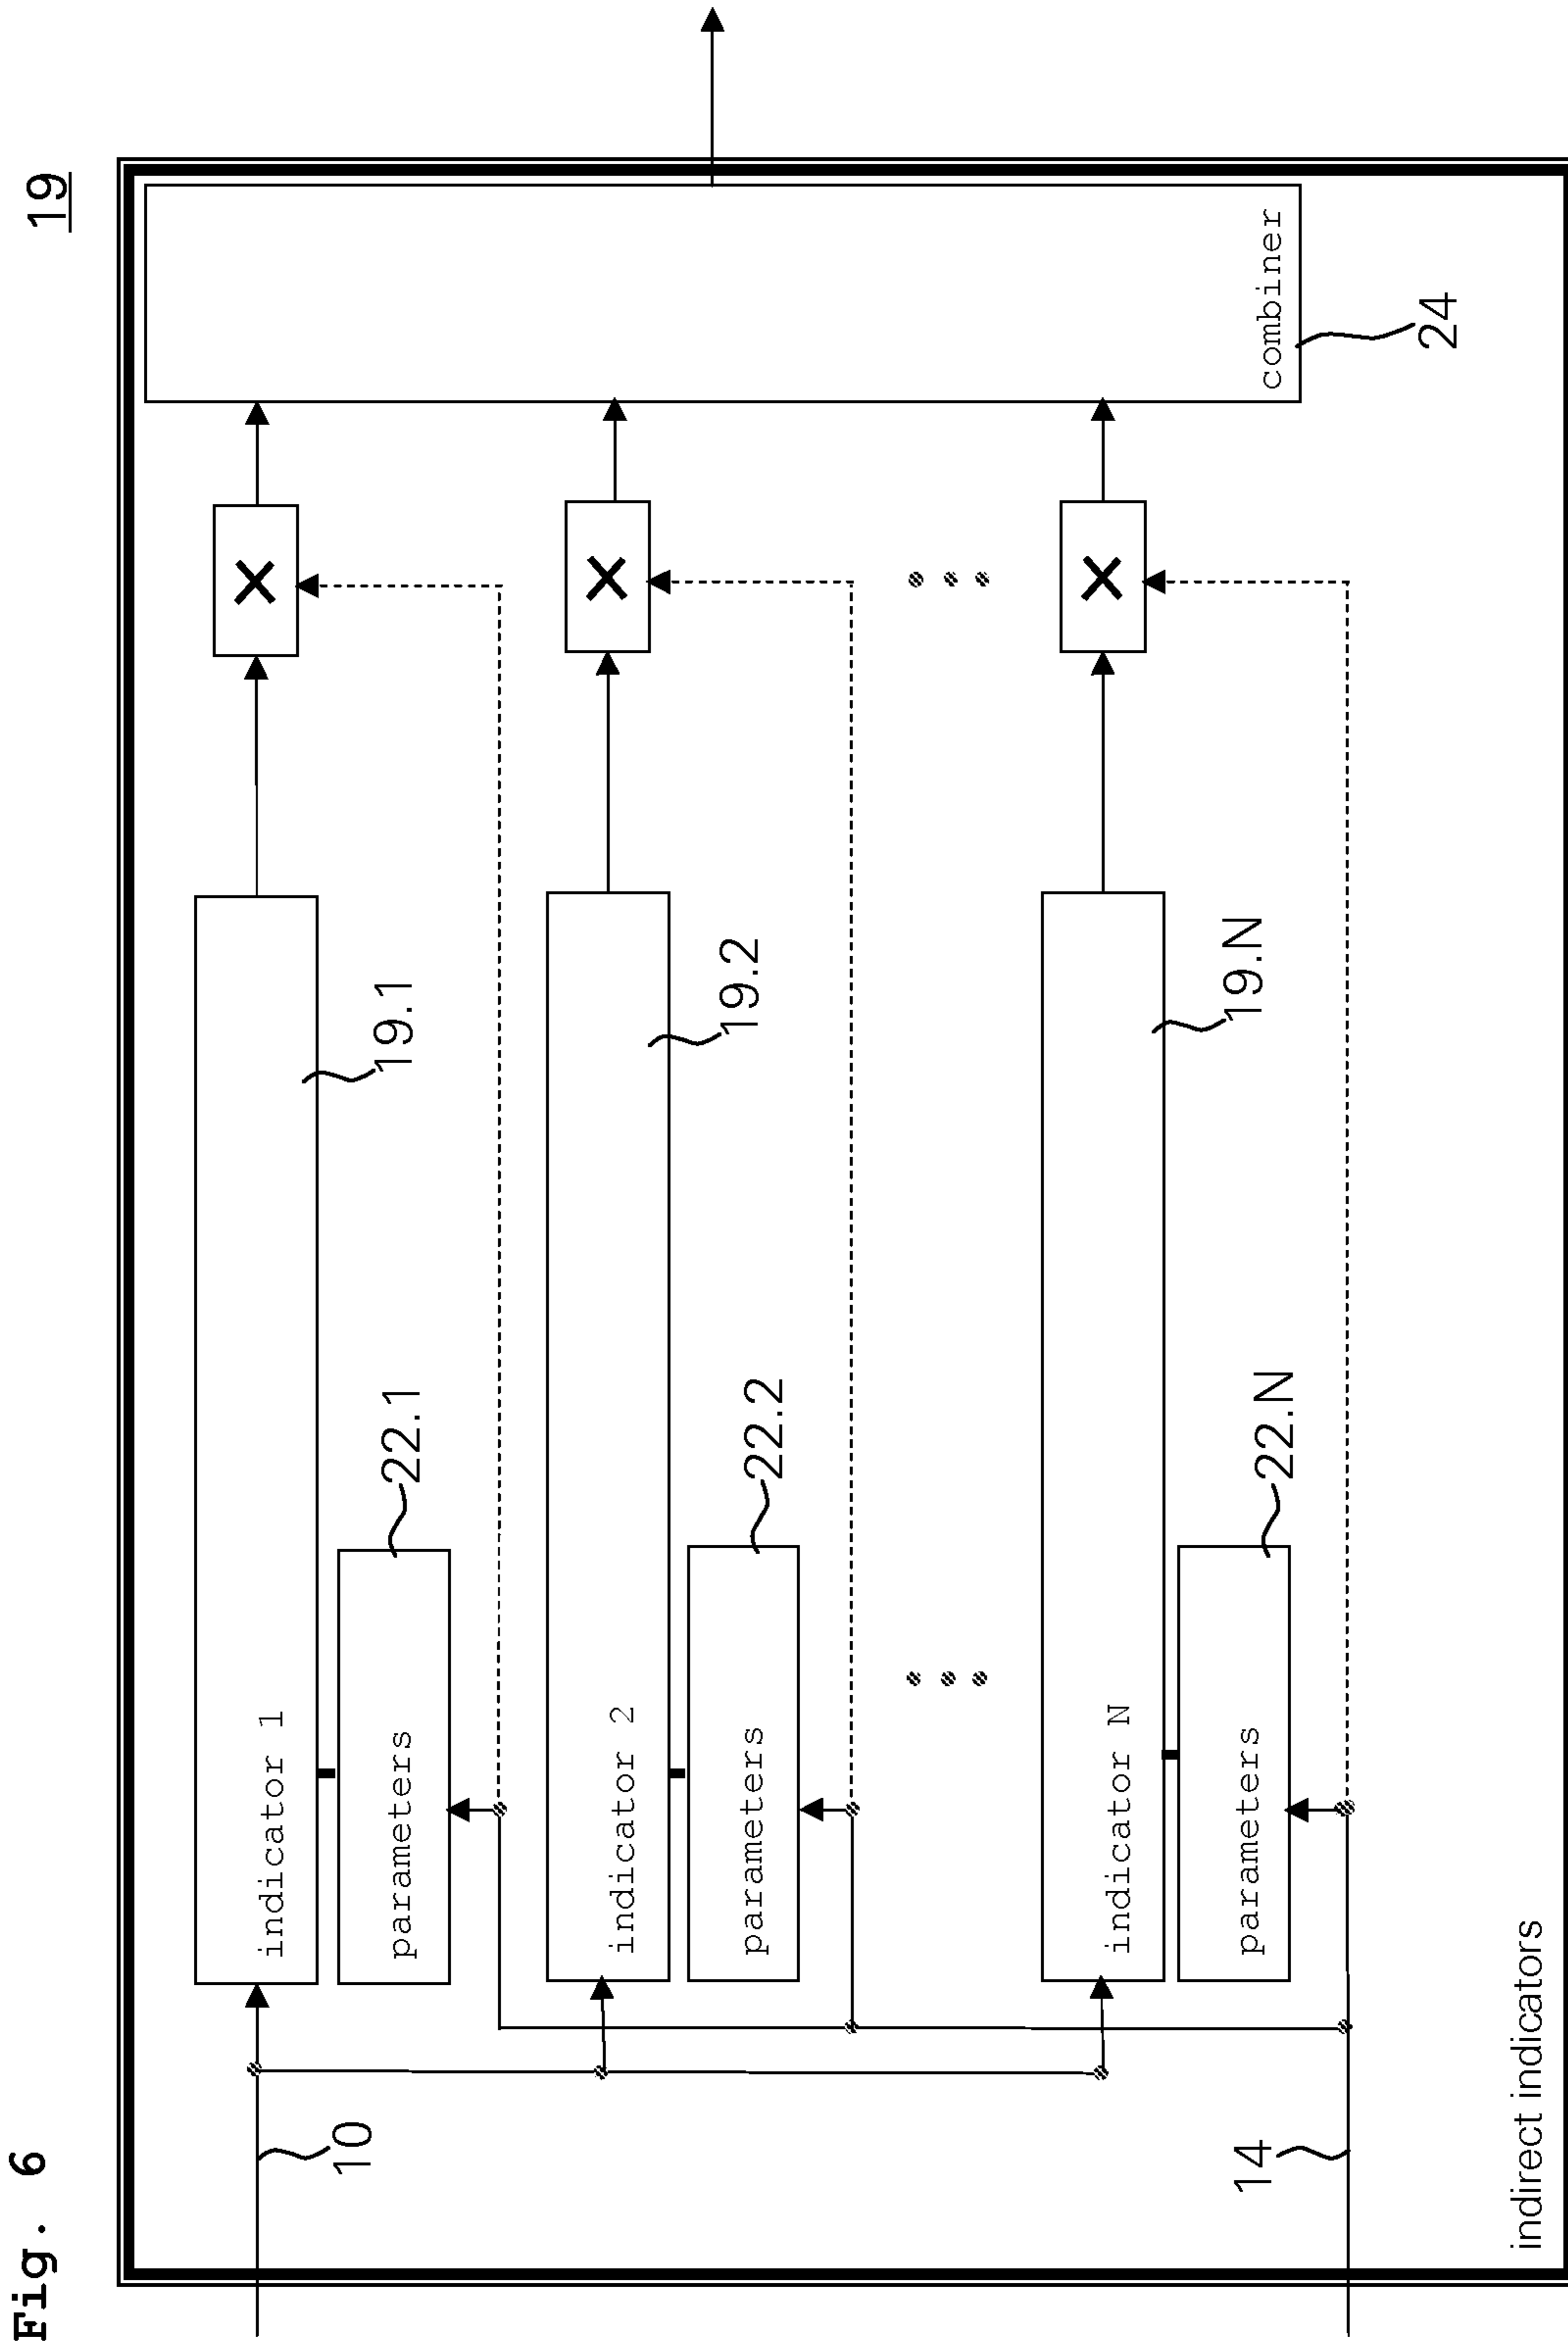 Fig. 6
19
indicator 1
19.1
parameters
22.1
10
indicator 2
19.2
parameters
22.2
indicator N
19.N
parameters
22.N
14
combiner
24
indirect indicators